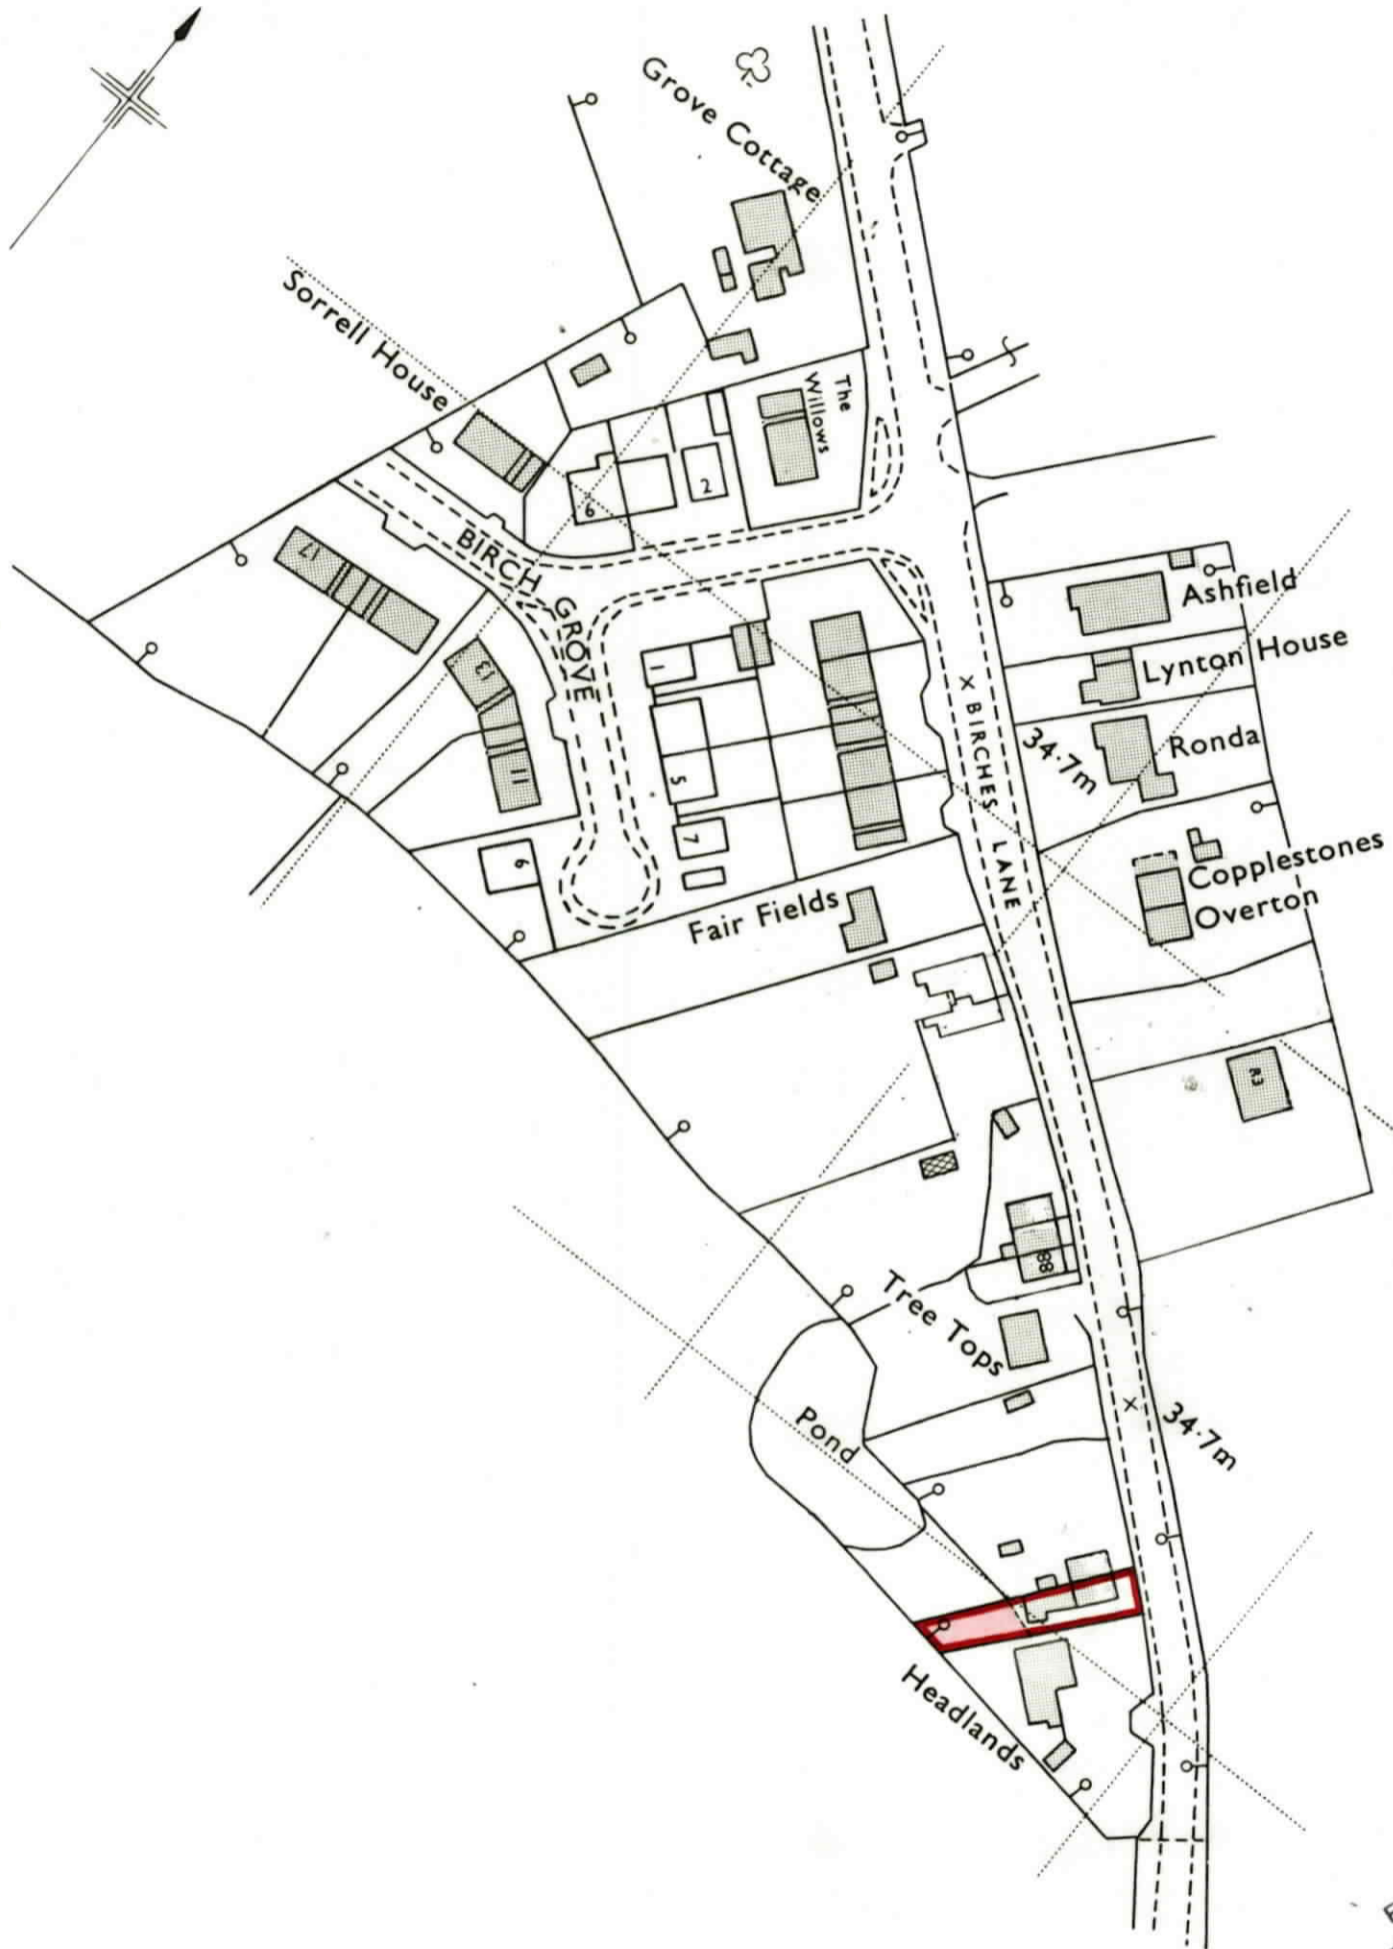 Grove Cottage
Sorrell House
The
Willows
2
6
BIRCH GROVE
17
13
11
9
1
5
7
Ashfield
Lynton House
Ronda
× BIRCHES LANE
34·7m
Copplestones
Overton
Fair Fields
83
88
Tree Tops
Pond
× 34·7m
Headlands